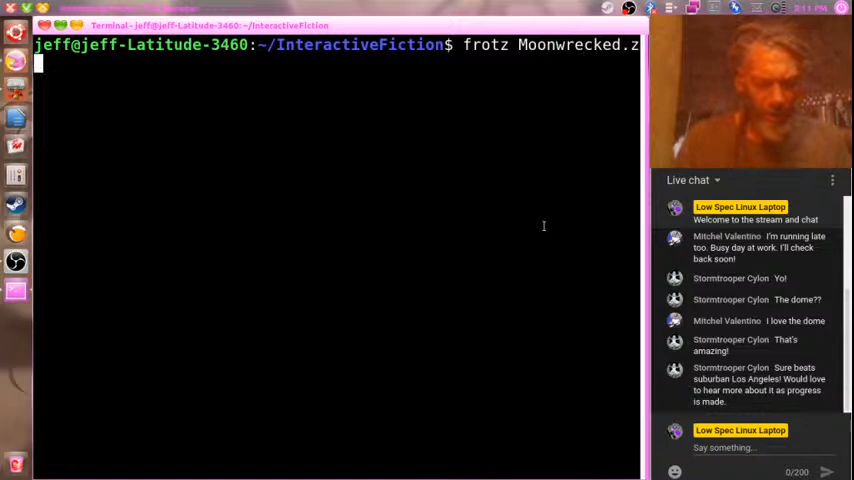 2:11 PM
Terminal - jeff@jeff-Latitude-3460: ~/InteractiveFiction
jeff@jeff-Latitude-3460:~/InteractiveFiction$ frotz Moonwrecked.z
Live chat
Low Spec Linux Laptop
Welcome to the stream and chat
Mitchel Valentino I'm running late
too. Busy day at work. I'll check
back soon!
Stormtrooper Cylon Yo!
Stormtrooper Cylon The dome??
Mitchel Valentino I love the dome
Stormtrooper Cylon That's
amazing!
Stormtrooper Cylon Sure beats
suburban Los Angeles! Would love
to hear more about it as progress
is made.
Low Spec Linux Laptop
Say something...
0/200